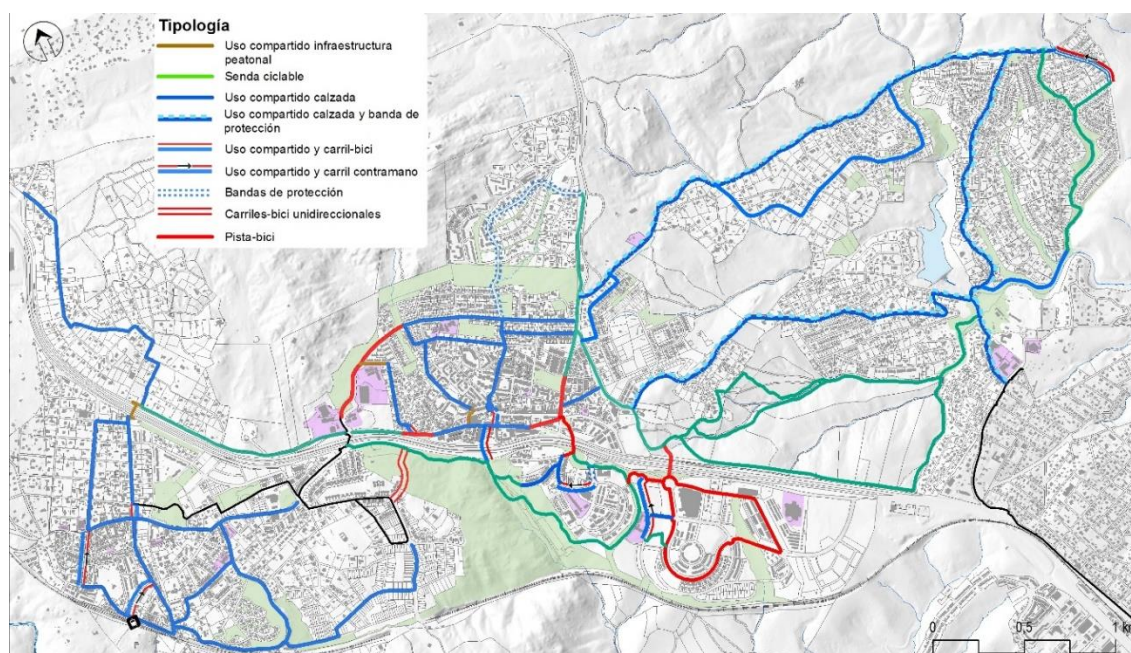 Tipología
Uso compartido infraestructura
peatonal
Senda ciclable
Uso compartido calzada
Uso compartido calzada y banda de
protección
Uso compartido y carril-bici
Uso compartido y carril contramano
Bandas de protección
Carriles-bici unidireccionales
Pista-bici
0 0,5 1 km